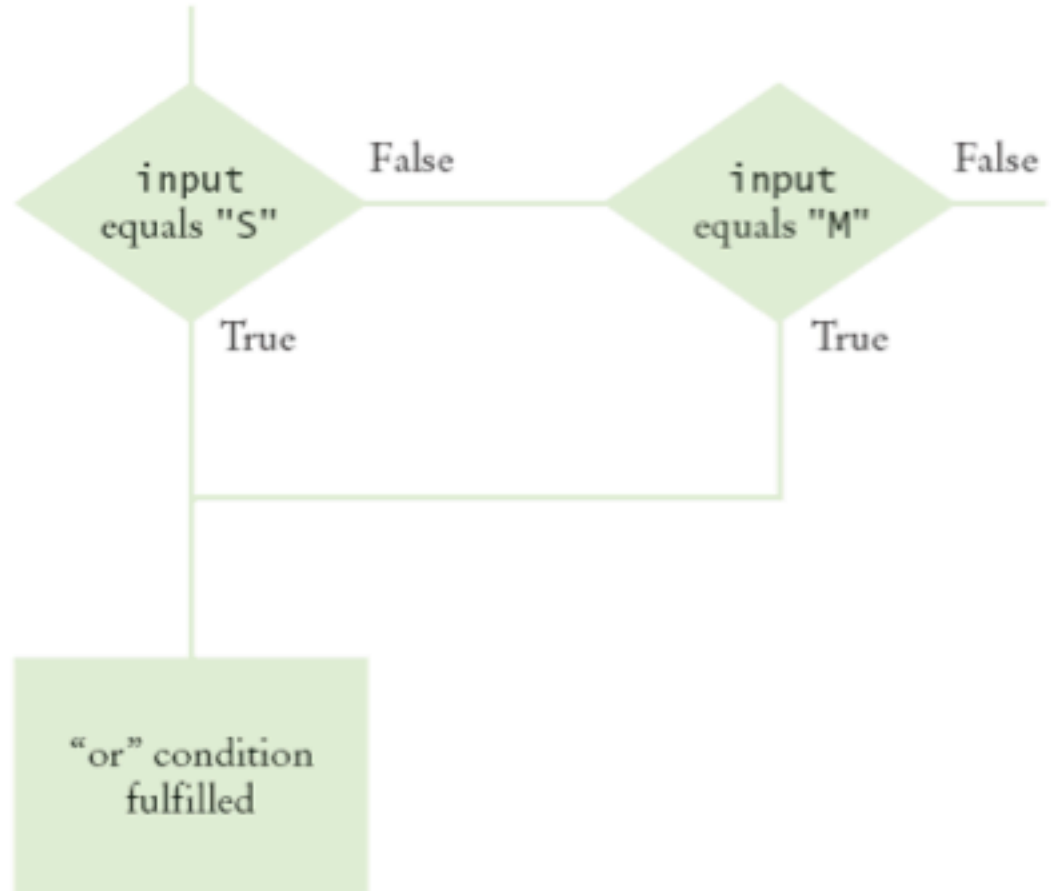 input
equals "S"
False
input
equals "M"
False
True
True
“or” condition
fulfilled